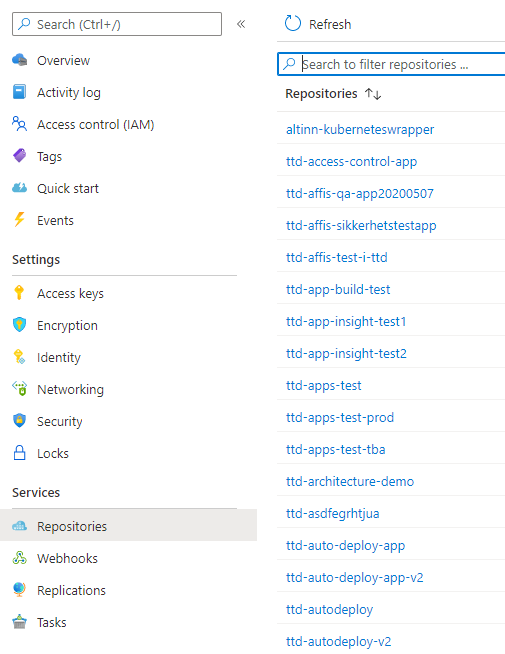 Search (Ctrl+/)
«
Overview
Activity log
Access control (IAM)
Tags
Quick start
Events
Settings
Access keys
Encryption
Identity
Networking
Security
Locks
Services
Repositories
Webhooks
Replications
Tasks
Refresh
Search to filter repositories ...
Repositories ↑↓
altinn-kuberneteswrapper
ttd-access-control-app
ttd-affis-qa-app20200507
ttd-affis-sikkerhetstestapp
ttd-affis-test-i-ttd
ttd-app-build-test
ttd-app-insight-test1
ttd-app-insight-test2
ttd-apps-test
ttd-apps-test-prod
ttd-apps-test-tba
ttd-architecture-demo
ttd-asdfegrhtjua
ttd-auto-deploy-app
ttd-auto-deploy-app-v2
ttd-autodeploy
ttd-autodeploy-v2